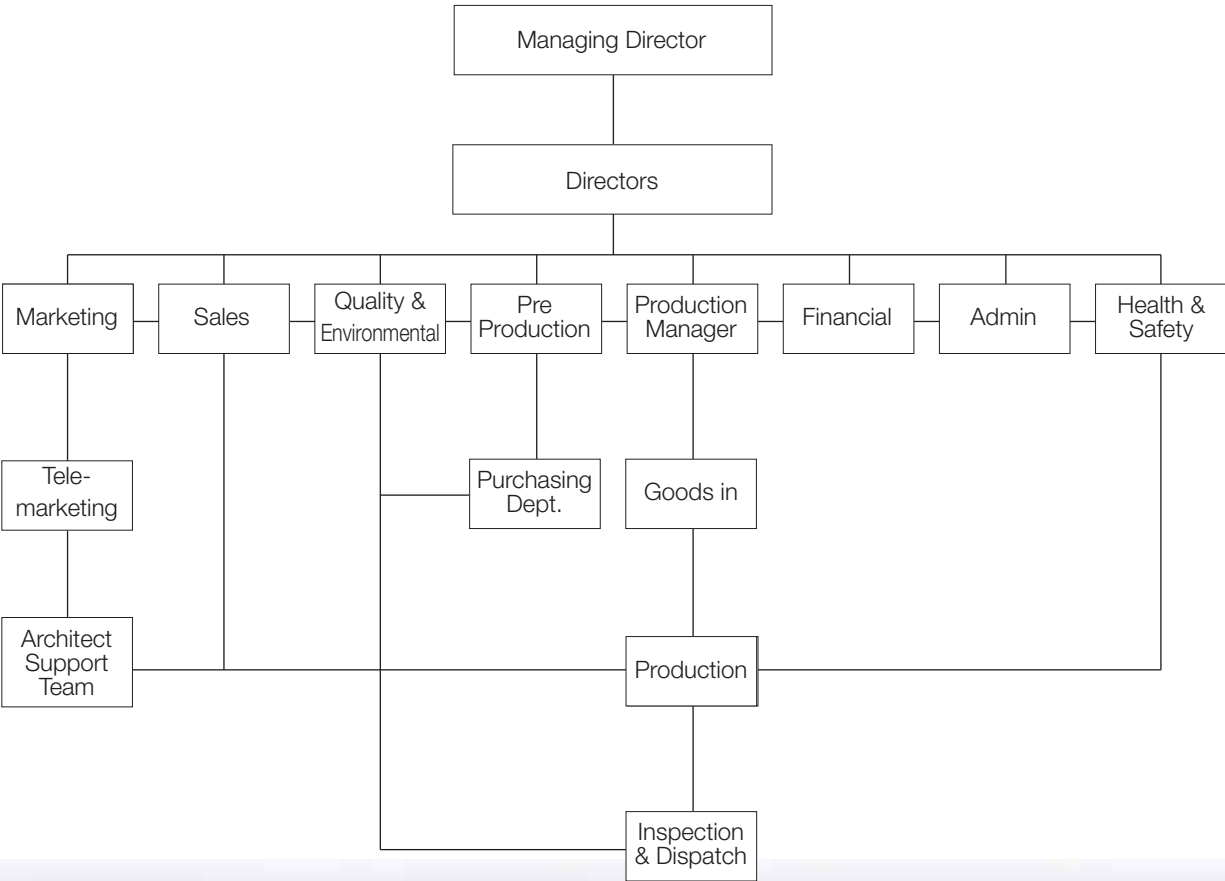 Managing Director
Directors
Marketing
Sales
Quality &
Environmental
Pre
Production
Production
Manager
Financial
Admin
Health &
Safety
Tele-
marketing
Purchasing
Dept.
Goods in
Architect
Support
Team
Production
Inspection
& Dispatch